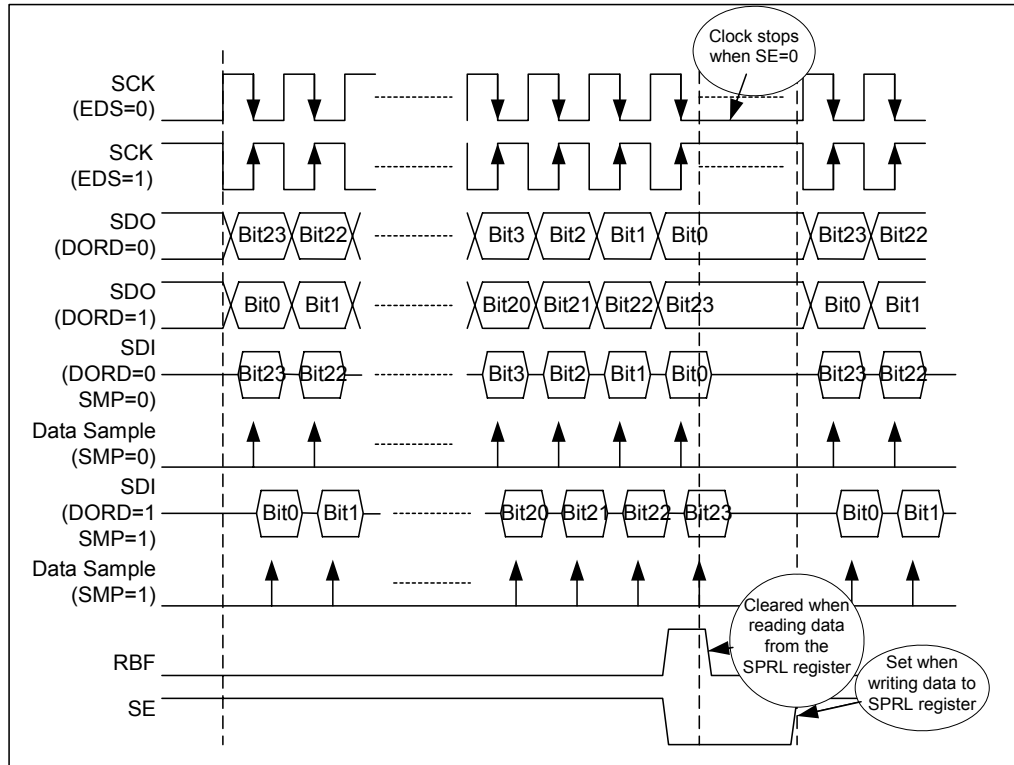 Clock stops
when SE=0
SCK
(EDS=0)
SCK
(EDS=1)
SDO
(DORD=0)
Bit23 Bit22 Bit3 Bit2 Bit1 Bit0 Bit23 Bit22
SDO
(DORD=1)
Bit0 Bit1 Bit20 Bit21 Bit22 Bit23 Bit0 Bit1
SDI
(DORD=0
SMP=0)
Bit23 Bit22 Bit3 Bit2 Bit1 Bit0 Bit23 Bit22
Data Sample
(SMP=0)
SDI
(DORD=1
SMP=1)
Bit0 Bit1 Bit20 Bit21 Bit22 Bit23 Bit0 Bit1
Data Sample
(SMP=1)
Cleared when
reading data
from the
SPRL register
RBF
Set when
writing data to
SPRL register
SE